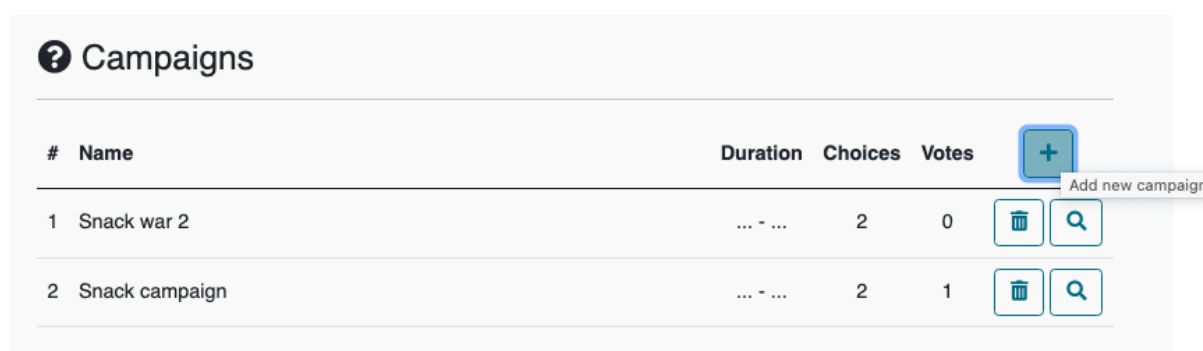 Campaigns
# Name Duration Choices Votes +
Add new campaign
1 Snack war 2 ... - ... 2 0
2 Snack campaign ... - ... 2 1